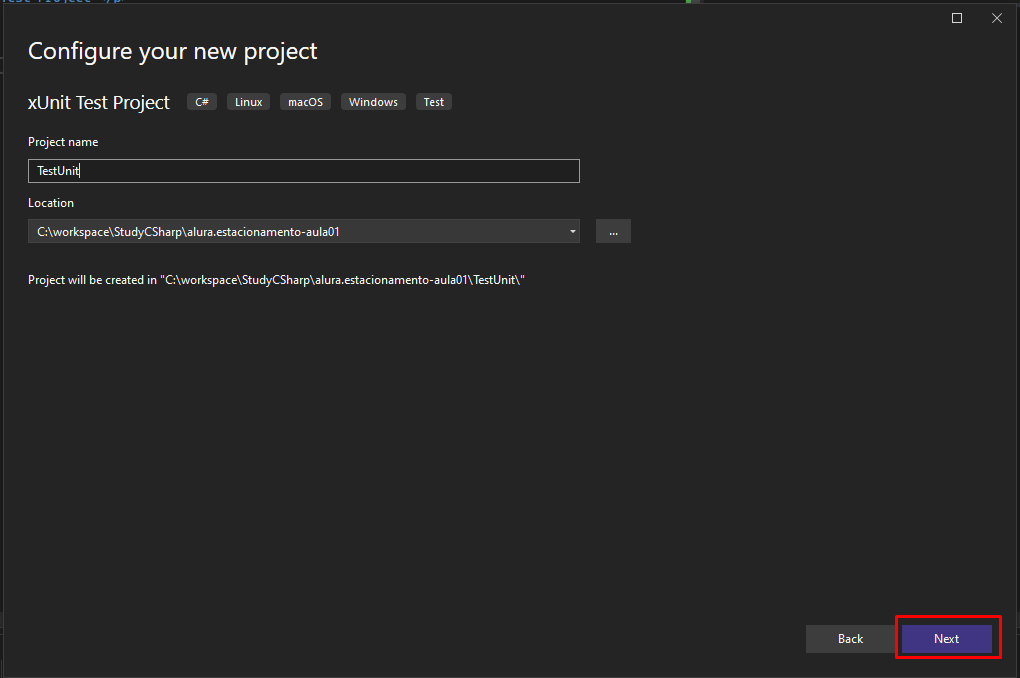 Configure your new project
xUnit Test Project C# Linux macOS Windows Test
Project name
TestUnit
Location
C:\workspace\StudyCSharp\alura.estacionamento-aula01 ...
Project will be created in "C:\workspace\StudyCSharp\alura.estacionamento-aula01\TestUnit\"
Back Next